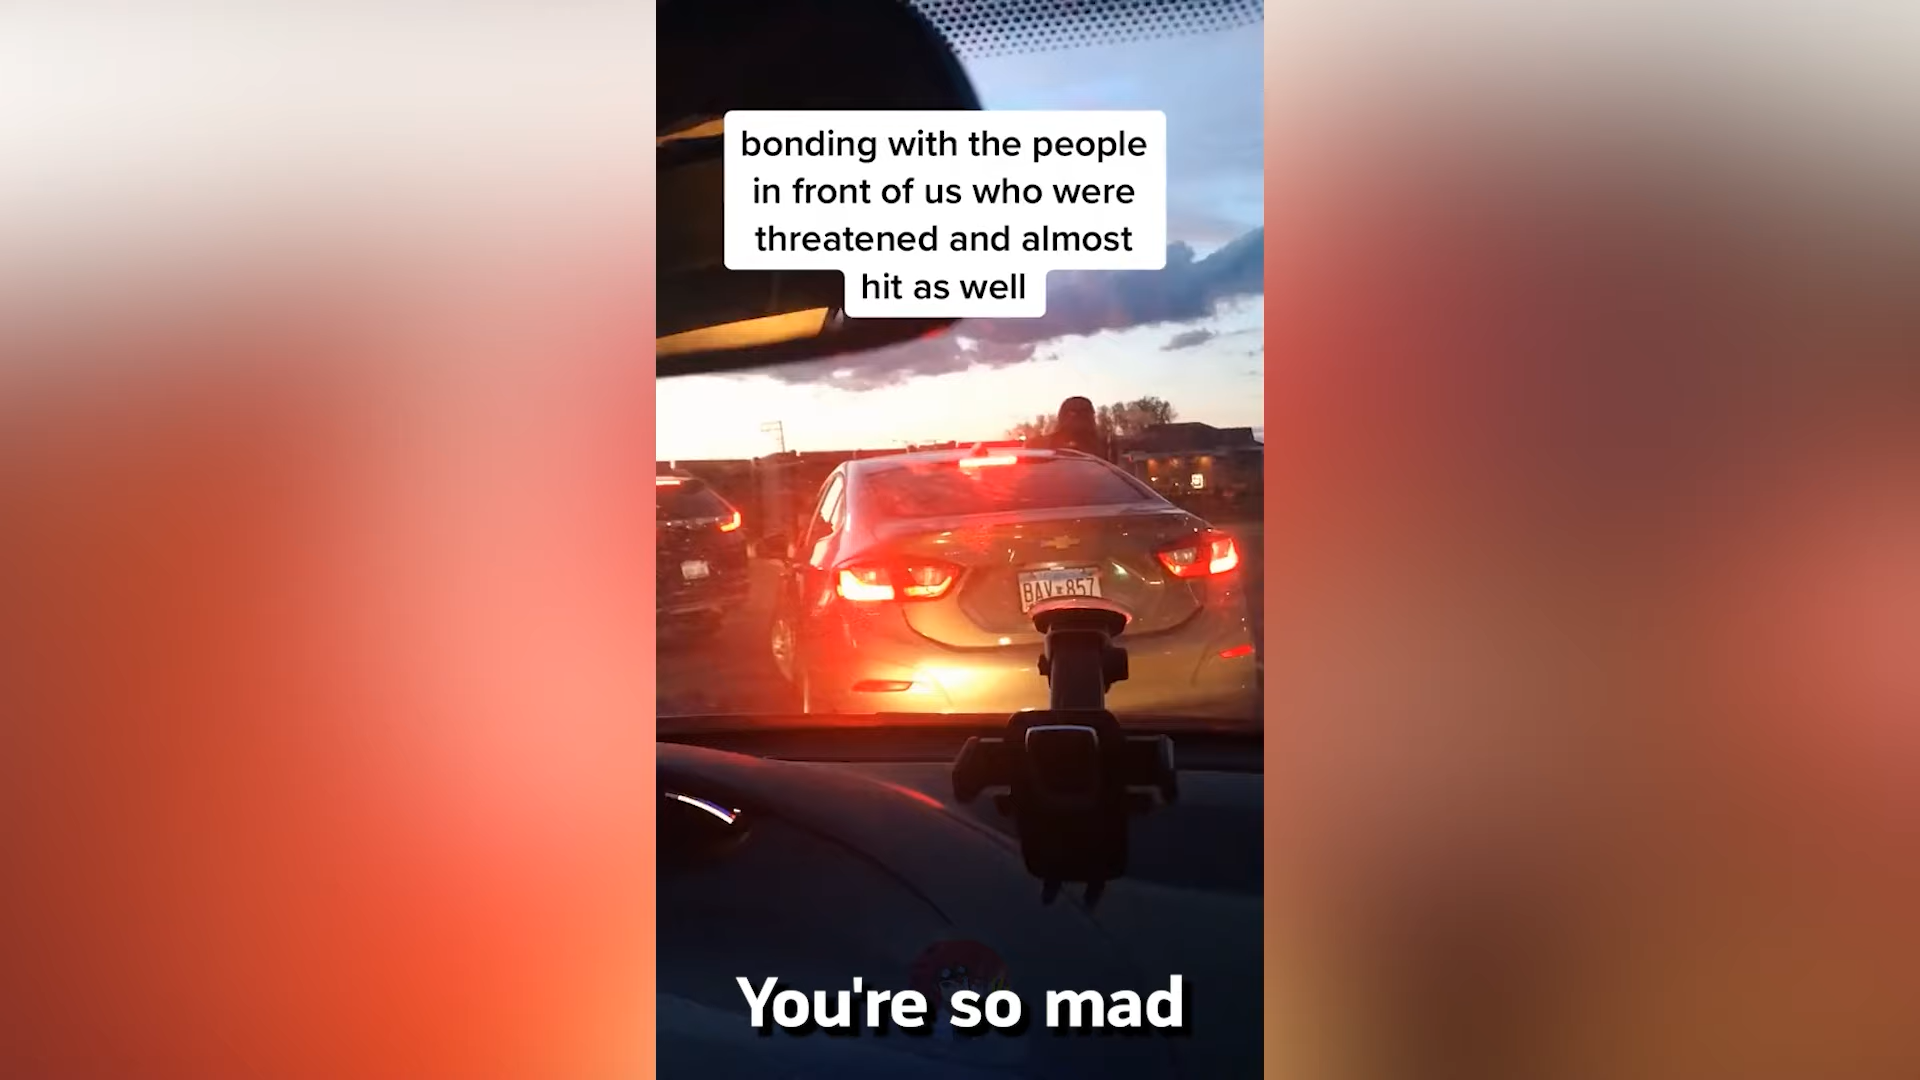 bonding with the people
in front of us who were
threatened and almost
hit as well
BAV 857
You're so mad